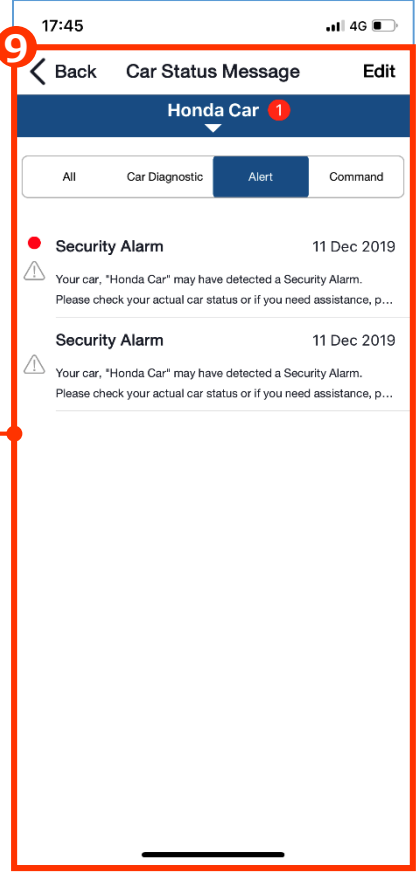 17:45 4G
9
Back Car Status Message Edit
Honda Car 1
All Car Diagnostic Alert Command
Security Alarm 11 Dec 2019
Your car, "Honda Car" may have detected a Security Alarm.
Please check your actual car status or if you need assistance, p...
Security Alarm 11 Dec 2019
Your car, "Honda Car" may have detected a Security Alarm.
Please check your actual car status or if you need assistance, p...